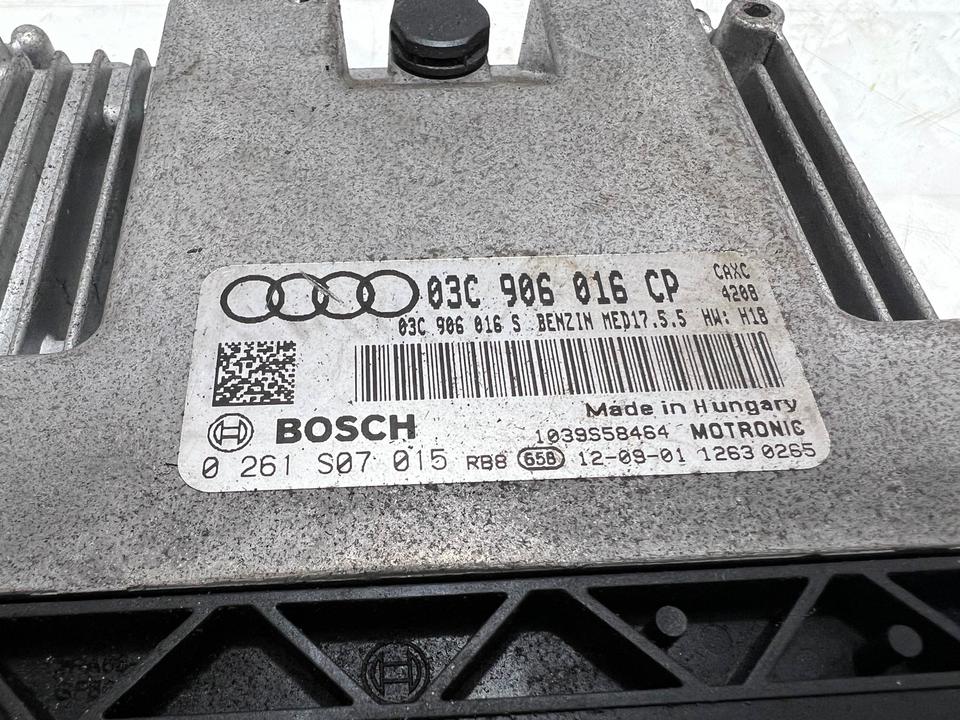 03C 906 016 CP
CAXC
4208
03C 906 016 S BENZIN MED17.5.5 HW: H18
Made in Hungary
BOSCH
1039S58464 MOTRONIC
0 261 S07 015 RB8 658 12-09-01 1263 0265